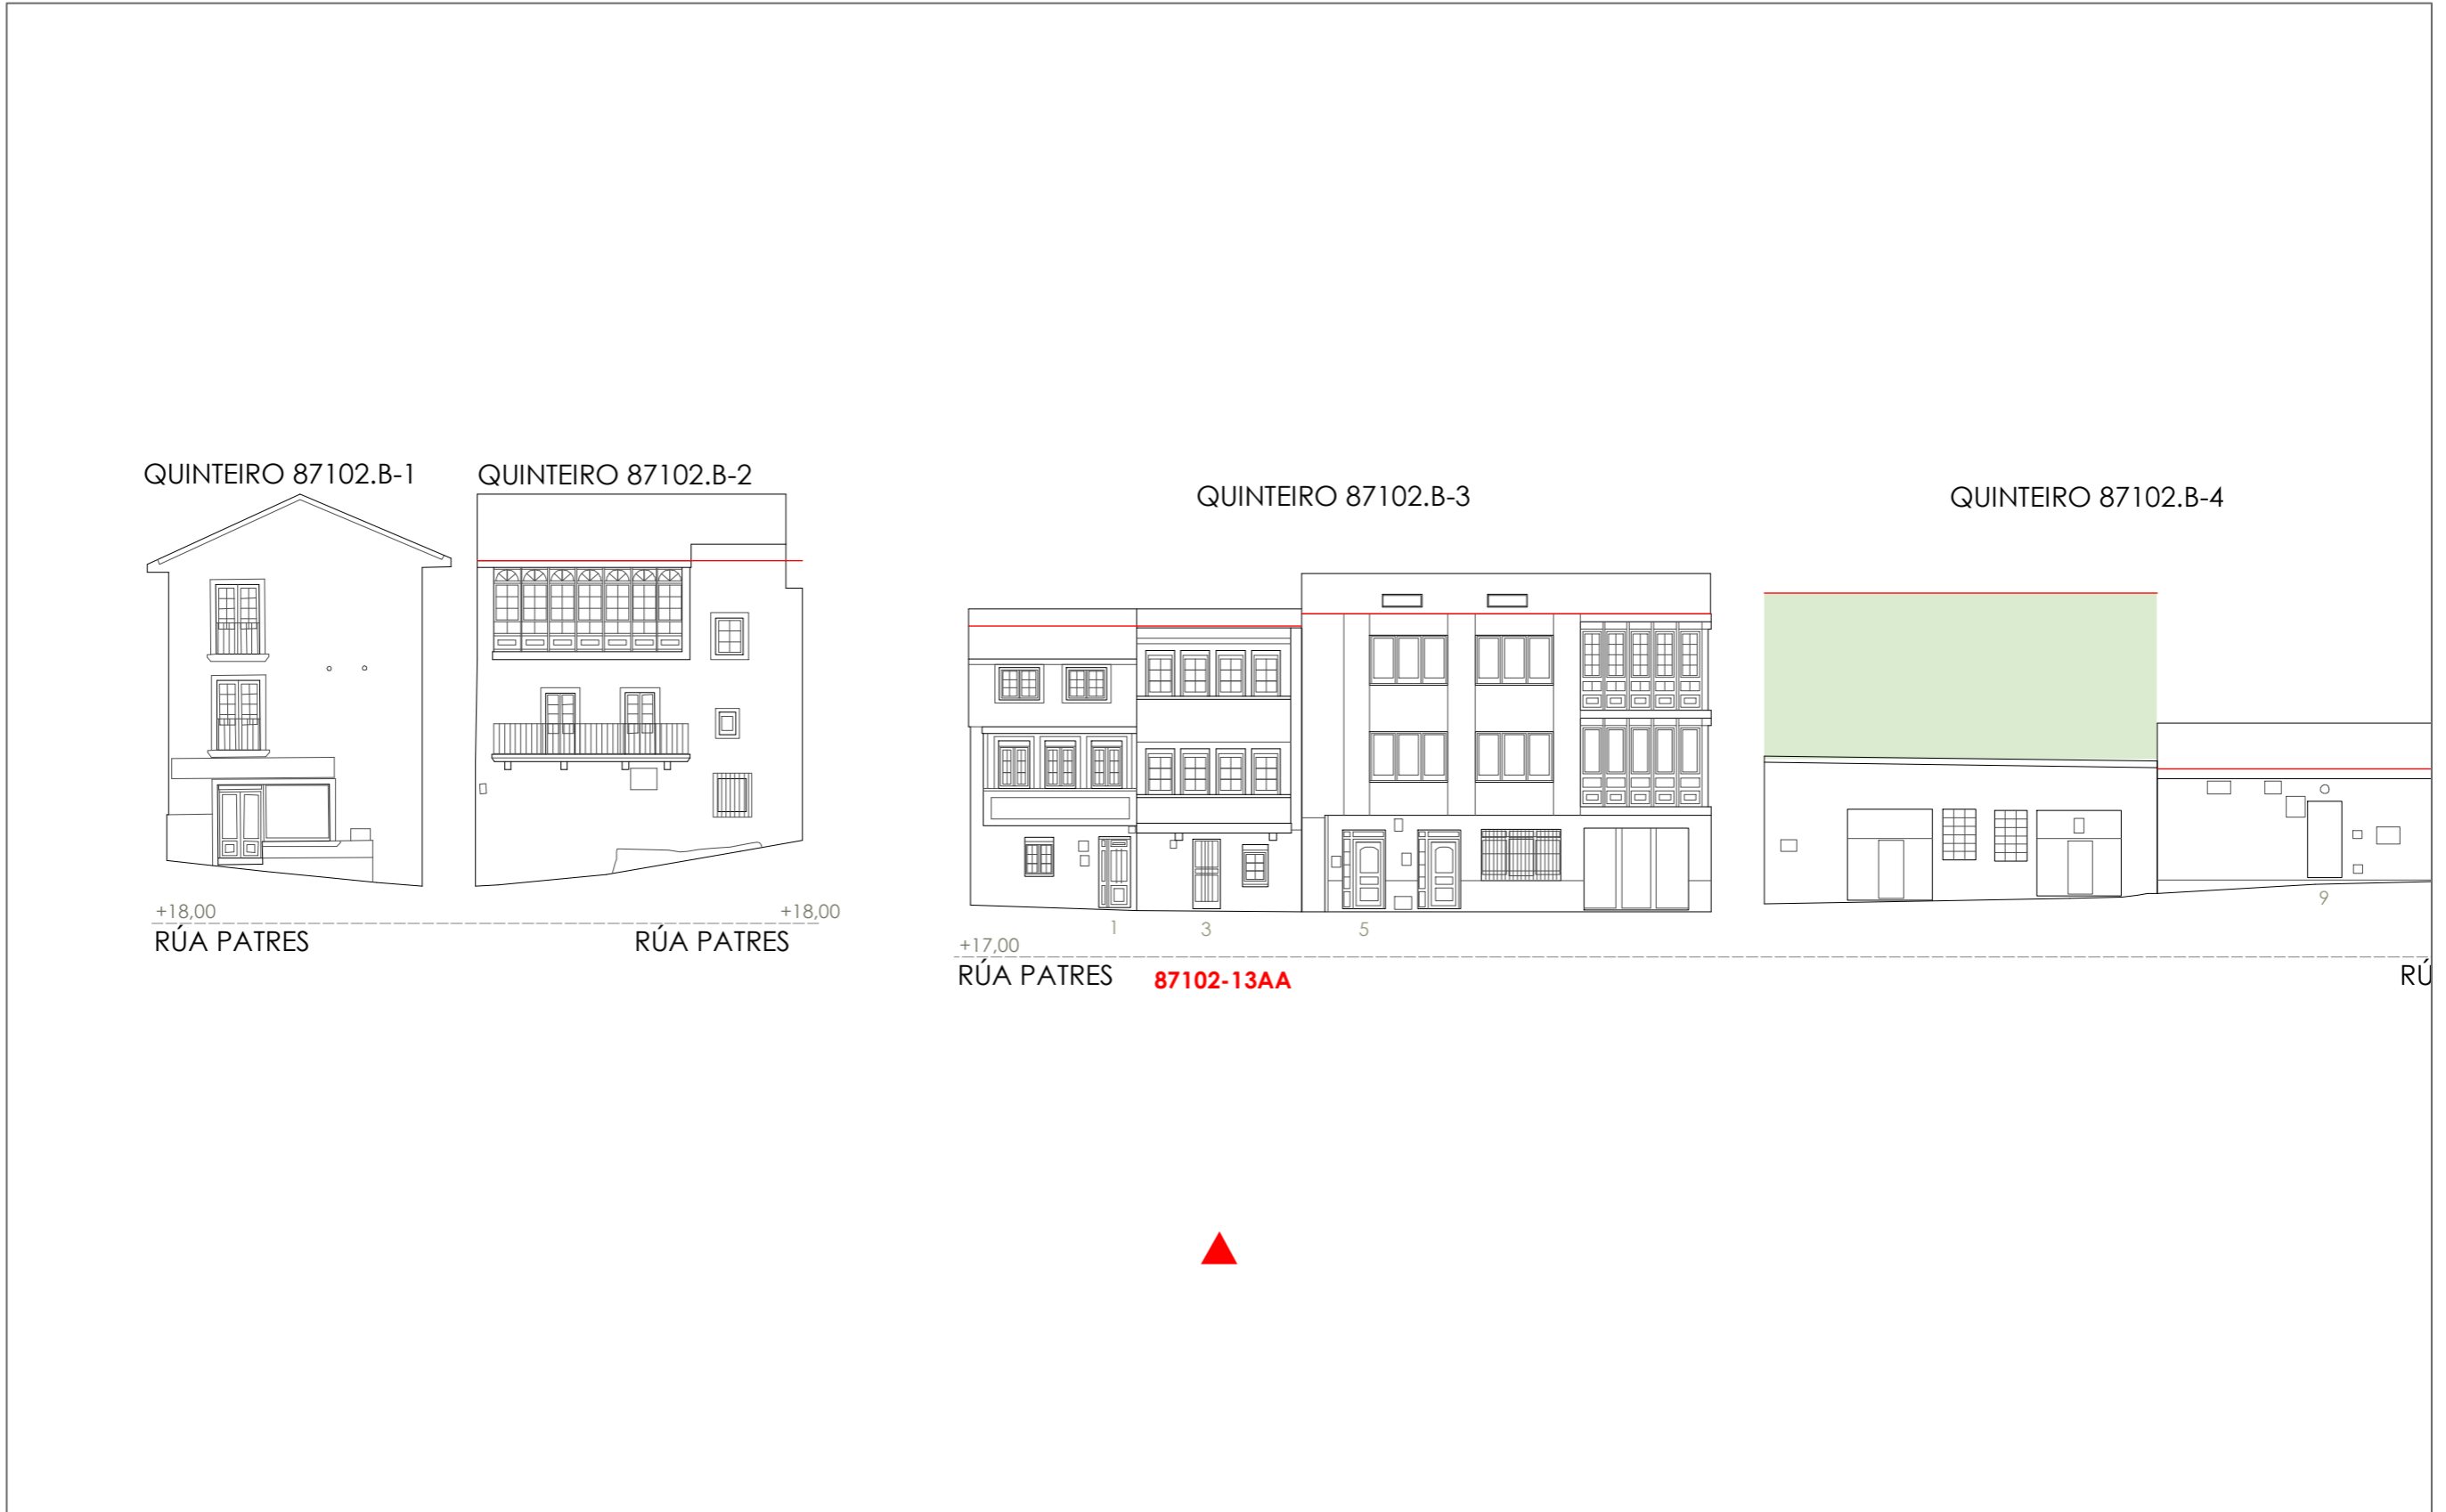 QUINTEIRO 87102.B-1
QUINTEIRO 87102.B-2
QUINTEIRO 87102.B-3
QUINTEIRO 87102.B-4
+18,00
+18,00
RÚA PATRES
RÚA PATRES
1
3
5
9
+17,00
RÚA PATRES
87102-13AA
RÚ